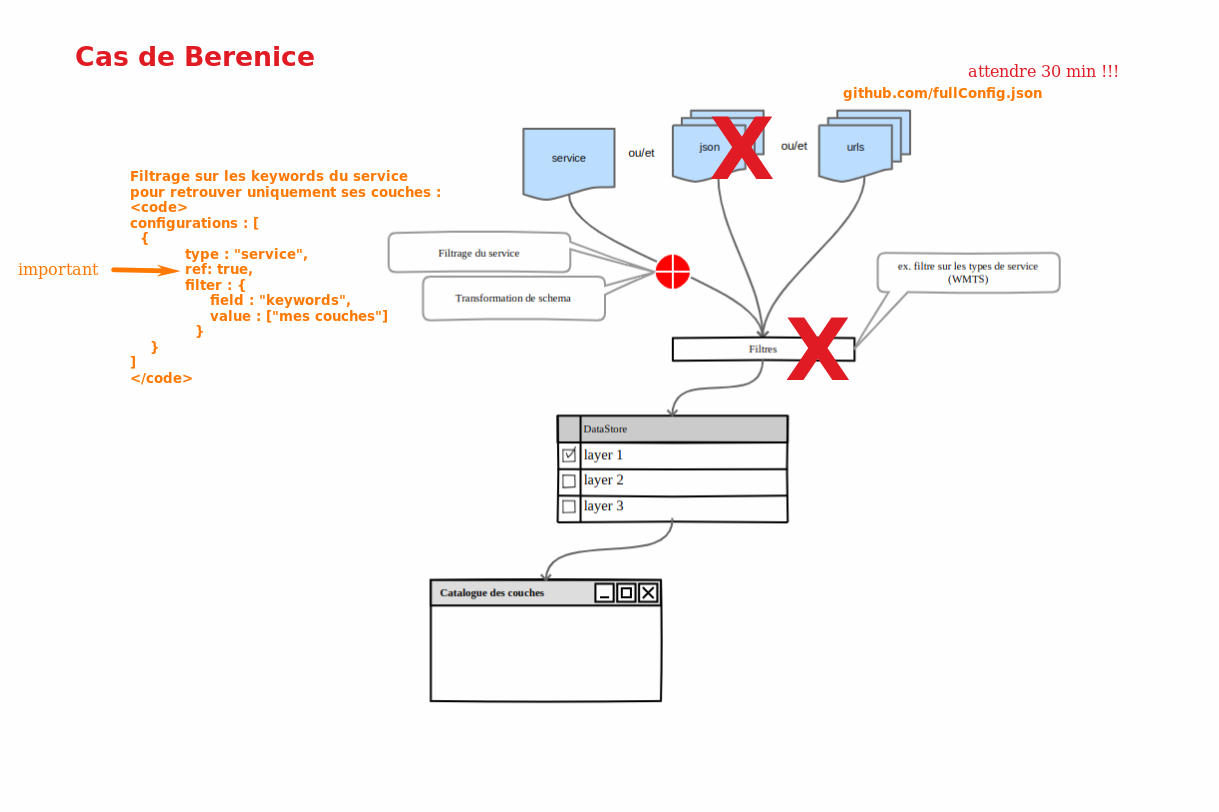 Cas de Berenice
attendre 30 min !!!
github.com/fullConfig.json
service
ou/et
json
X
ou/et
urls
Filtrage sur les keywords du service
pour retrouver uniquement ses couches :
<code>
configurations : [
{
type : "service",
important
ref: true,
filter : {
field : "keywords",
value : ["mes couches"]
}
}
]
</code>
Filtrage du service
Transformation de schema
ex. filtre sur les types de service
(WMTS)
Filtres
X
DataStore
layer 1
layer 2
layer 3
Catalogue des couches